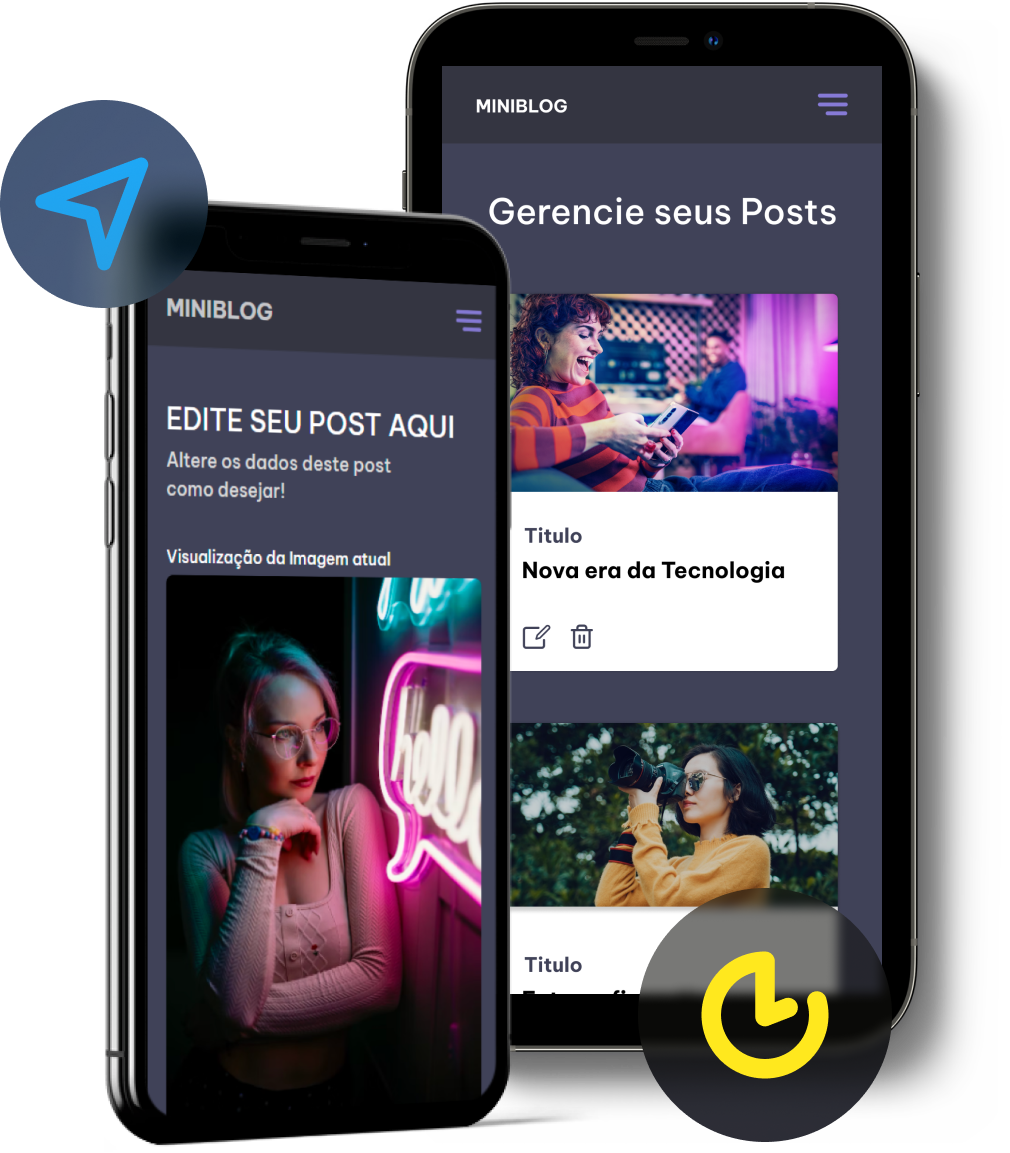 MINIBLOG
Gerencie seus Posts
Titulo
Nova era da Tecnologia
Titulo
MINIBLOG
EDITE SEU POST AQUI
Altere os dados deste post
como desejar!
Visualização da Imagem atual
hello